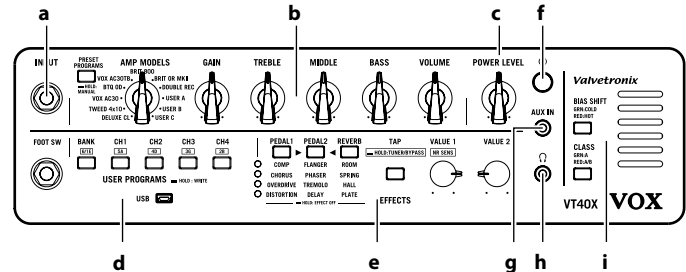 a b c f
INPUT
PRESET PROGRAMS
HOLD: MANUAL
AMP MODELS
BRIT 800
VOX AC30TB BRIT OR MKII
BTQ OD DOUBLE REC
VOX AC30 USER A
TWEED 4x10 USER B
DELUXE CL USER C
GAIN TREBLE MIDDLE BASS VOLUME POWER LEVEL
Valvetronix
AUX IN
BIAS SHIFT
GRN:COLD
RED:HOT
CLASS
GRN:A
RED:A/B
FOOT SW
BANK CH1 CH2 CH3 CH4
USER PROGRAMS HOLD : WRITE
USB
PEDAL1 PEDAL2 REVERB
COMP FLANGER ROOM
CHORUS PHASER SPRING
OVERDRIVE TREMOLO HALL
DISTORTION DELAY PLATE
HOLD: EFFECT OFF
TAP
HOLD:TUNER/BYPASS
VALUE 1
NR SENS
VALUE 2
EFFECTS
VT40X VOX
d e g h i